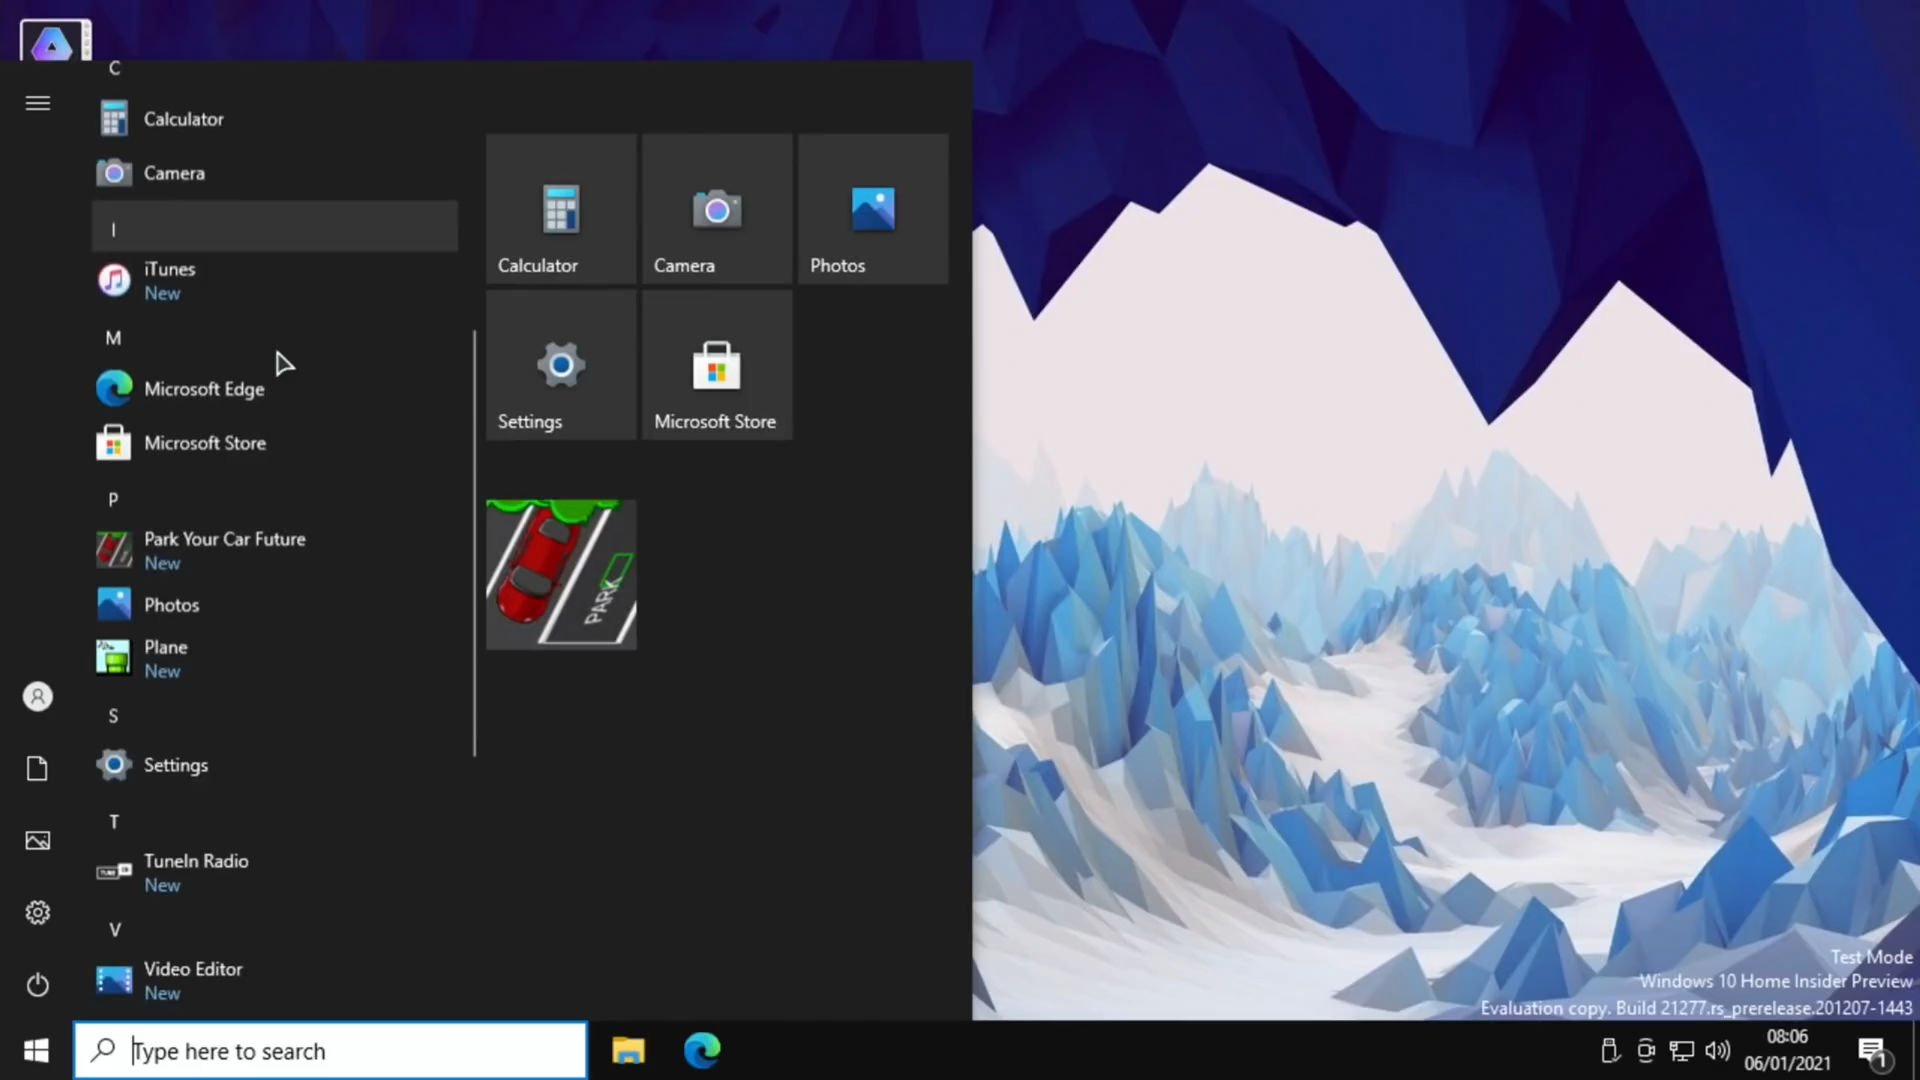 C
Calculator
Camera
I
iTunes
New
M
Microsoft Edge
Microsoft Store
P
Park Your Car Future
New
Photos
Plane
New
S
Settings
T
TuneIn Radio
New
V
Video Editor
New
Calculator
Camera
Photos
Settings
Microsoft Store
PARK
Test Mode
Windows 10 Home Insider Preview
Evaluation copy. Build 21277.rs_prerelease.201207-1443
Type here to search
08:06
06/01/2021
1